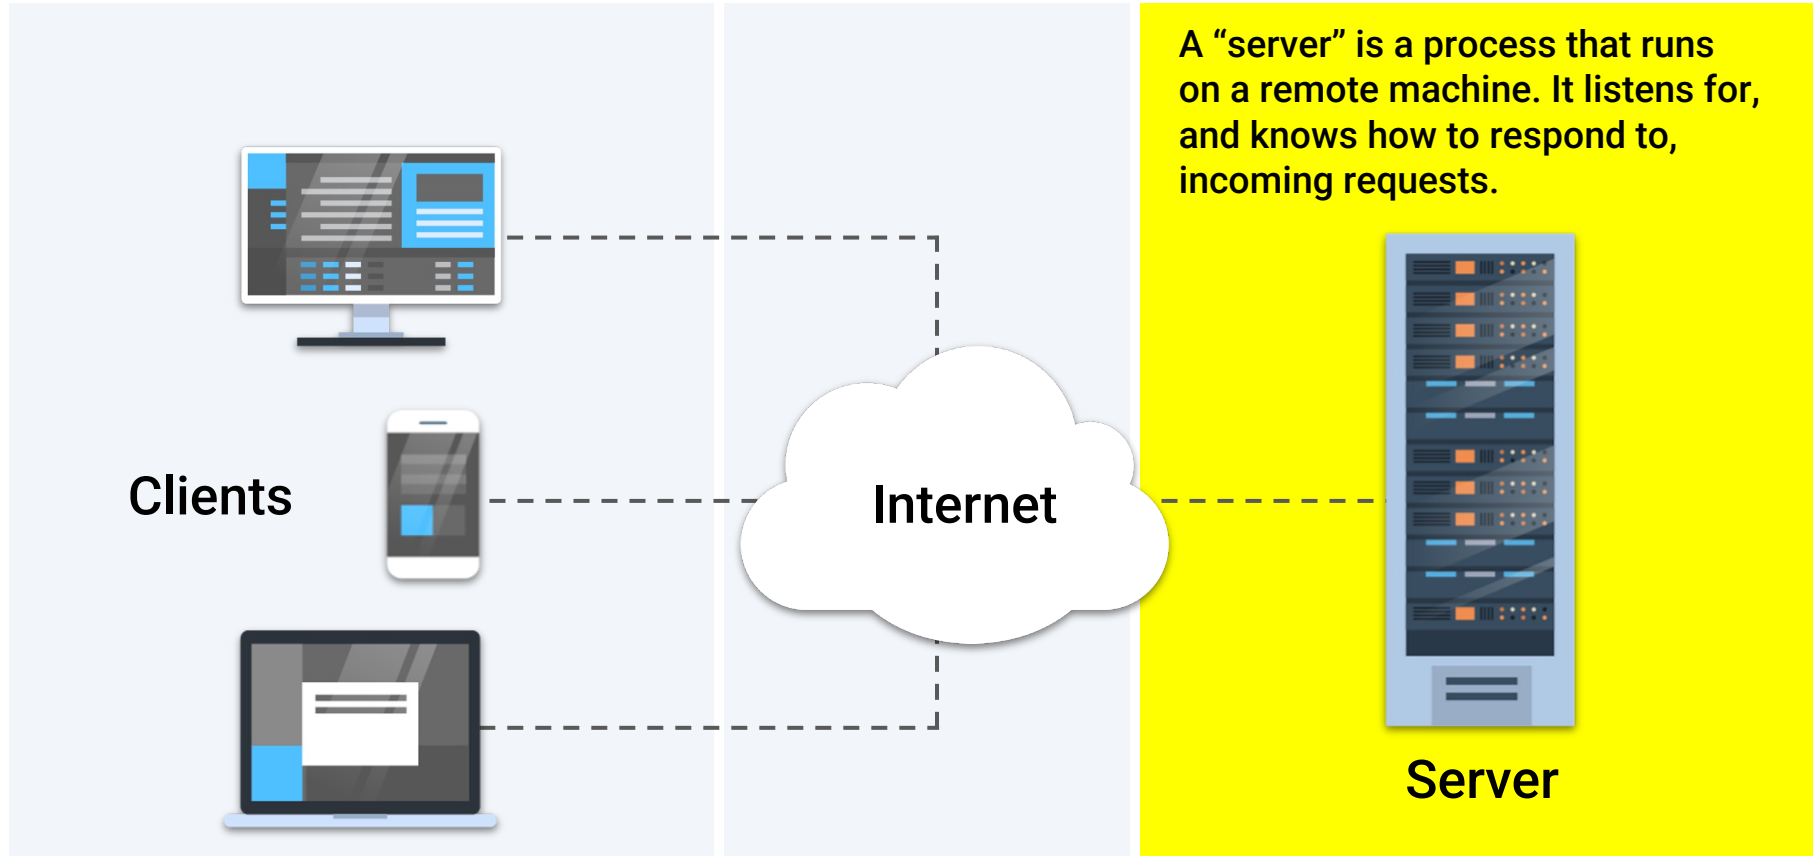 A “server” is a process that runs
on a remote machine. It listens for,
and knows how to respond to,
incoming requests.
Clients
Internet
Server